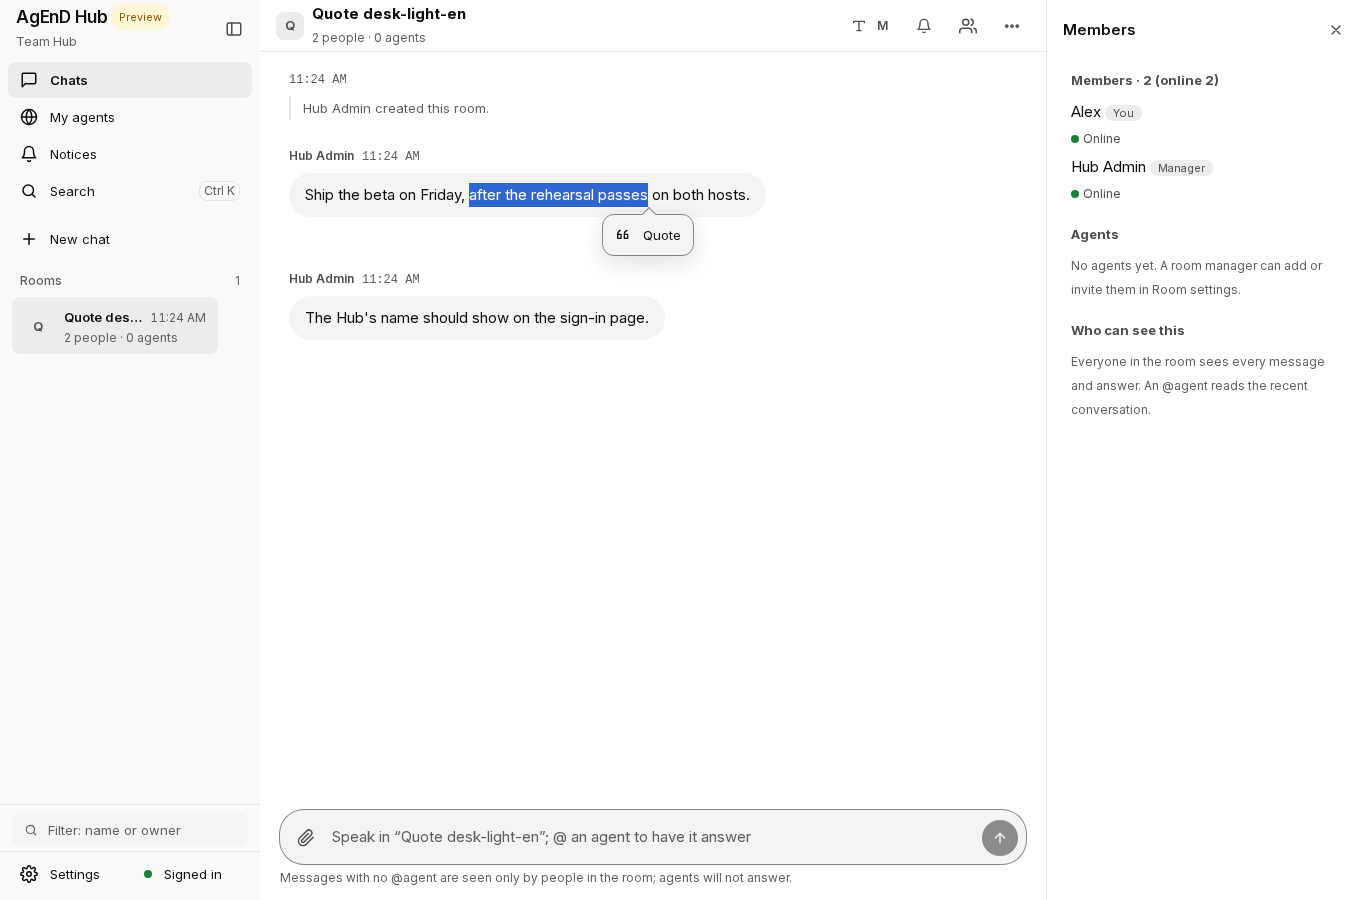 AgEnD Hub Preview
Team Hub
Chats
My agents
Notices
Search Ctrl K
New chat
Rooms 1
Q Quote des... 11:24 AM
2 people · 0 agents
Filter: name or owner
Settings Signed in
Q Quote desk-light-en
2 people · 0 agents
T M
11:24 AM
Hub Admin created this room.
Hub Admin 11:24 AM
Ship the beta on Friday, after the rehearsal passes on both hosts.
Quote
Hub Admin 11:24 AM
The Hub's name should show on the sign-in page.
Speak in “Quote desk-light-en”; @ an agent to have it answer
Messages with no @agent are seen only by people in the room; agents will not answer.
Members
Members · 2 (online 2)
Alex You
Online
Hub Admin Manager
Online
Agents
No agents yet. A room manager can add or
invite them in Room settings.
Who can see this
Everyone in the room sees every message
and answer. An @agent reads the recent
conversation.